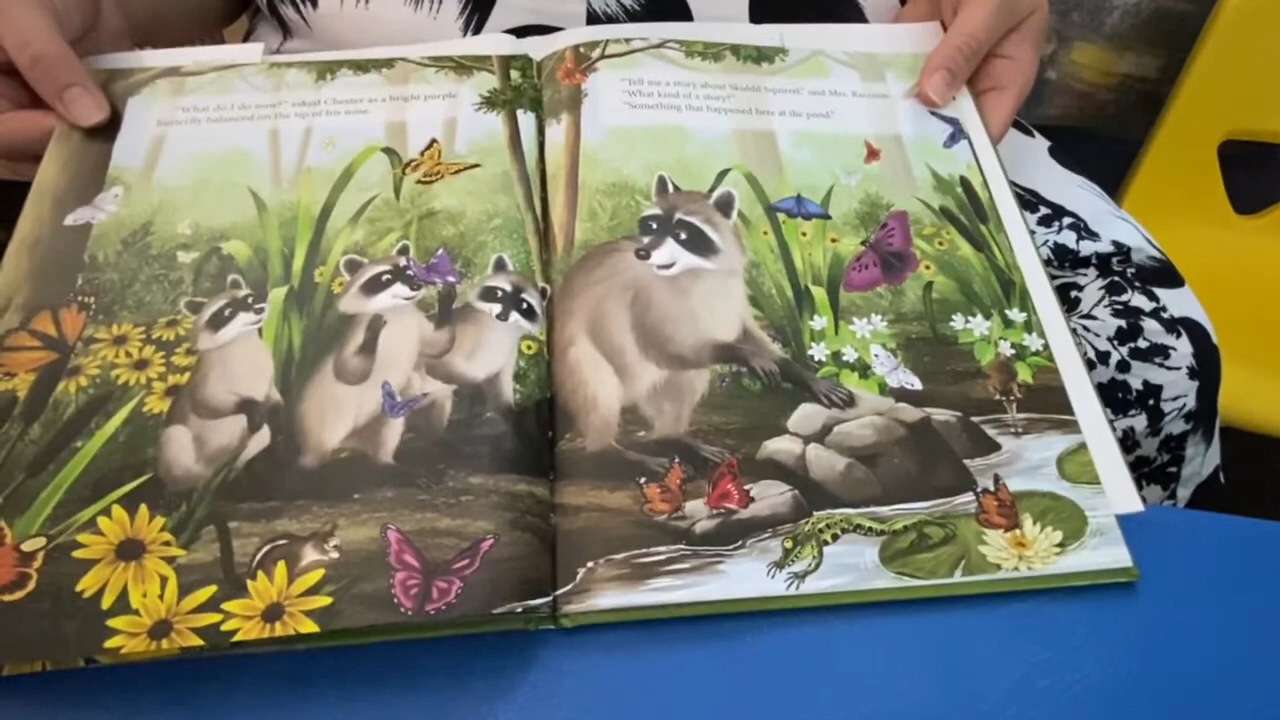 "What do I do now?" asked Chester as a bright purple
butterfly balanced on the tip of his nose.
"Tell me a story about Skiddil Squirrel," said Mrs. Raccoon.
"What kind of a story?"
"Something that happened here at the pond."